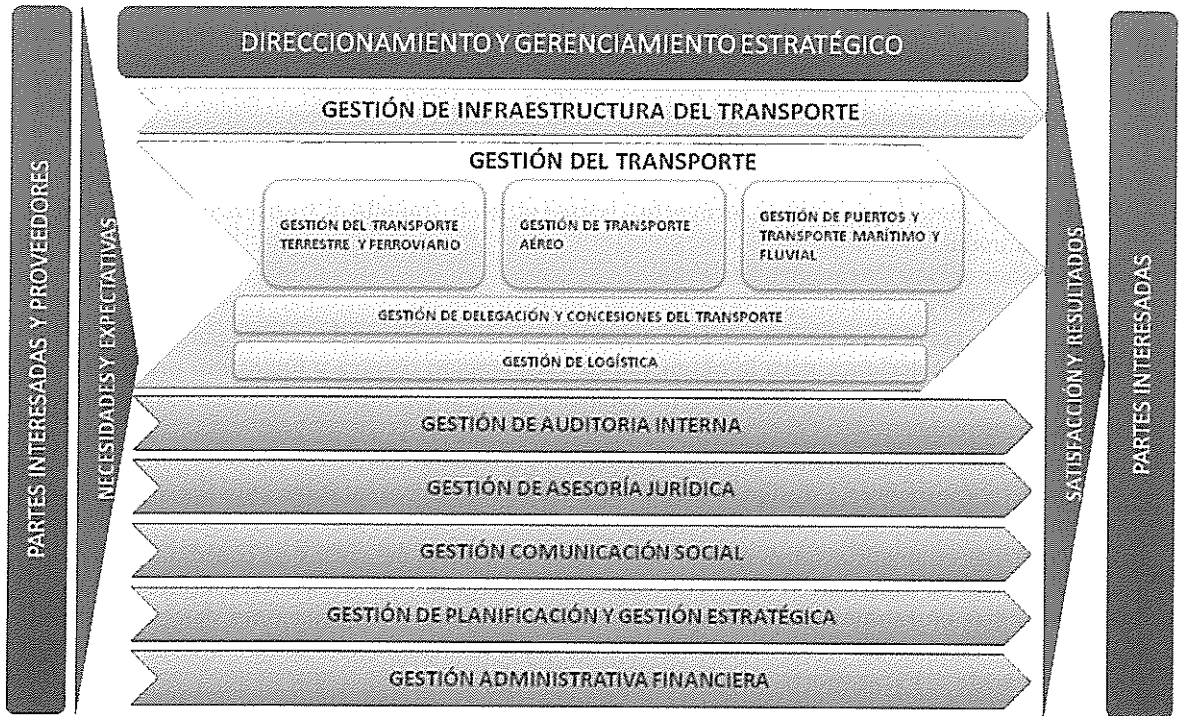 DIRECCIONAMIENTO Y GERENCIAMIENTO ESTRATÉGICO
PARTES INTERESADAS Y PROVEEDORES
NECESIDADES Y EXPECTATIVAS
GESTIÓN DE INFRAESTRUCTURA DEL TRANSPORTE
GESTIÓN DEL TRANSPORTE
GESTIÓN DEL TRANSPORTE
TERRESTRE Y FERROVIARIO
GESTIÓN DE TRANSPORTE
AÉREO
GESTIÓN DE PUERTOS Y
TRANSPORTE MARÍTIMO Y
FLUVIAL
GESTIÓN DE DELEGACIÓN Y CONCESIONES DEL TRANSPORTE
GESTIÓN DE LOGÍSTICA
GESTIÓN DE AUDITORIA INTERNA
GESTIÓN DE ASESORÍA JURÍDICA
GESTIÓN COMUNICACIÓN SOCIAL
GESTIÓN DE PLANIFICACIÓN Y GESTIÓN ESTRATÉGICA
GESTIÓN ADMINISTRATIVA FINANCIERA
SATISFACCIÓN Y RESULTADOS
PARTES INTERESADAS